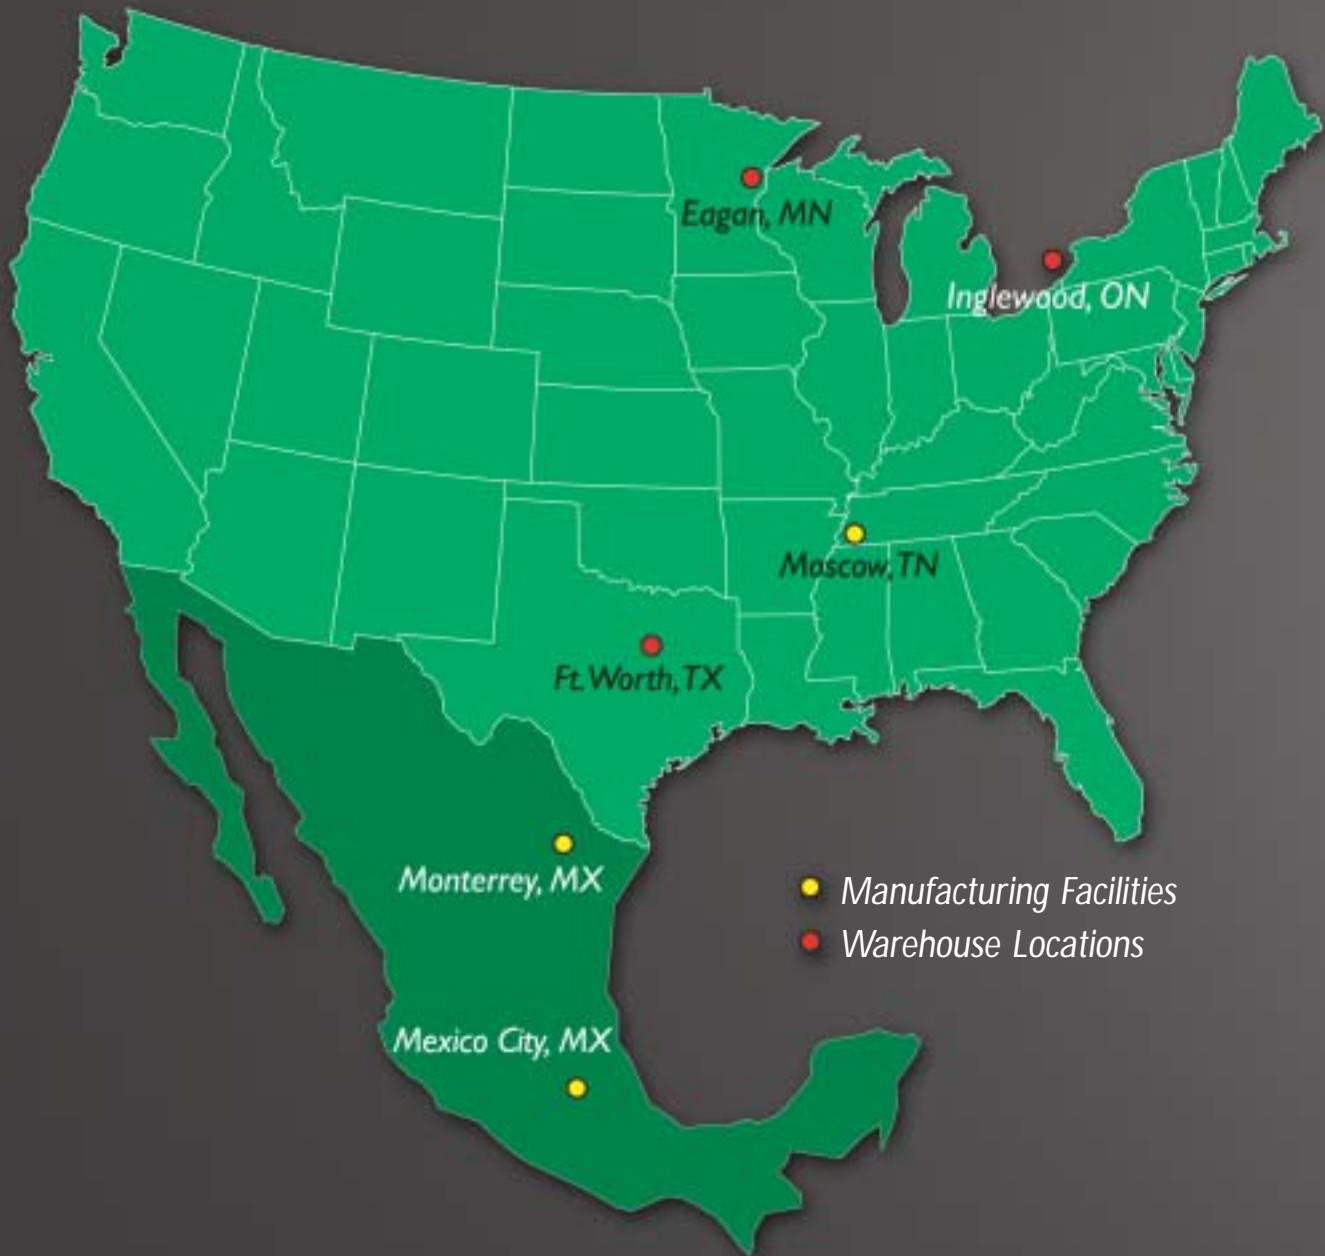 Eagan, MN
Inglewood, ON
Moscow, TN
Ft. Worth, TX
Monterrey, MX
Manufacturing Facilities
Warehouse Locations
Mexico City, MX